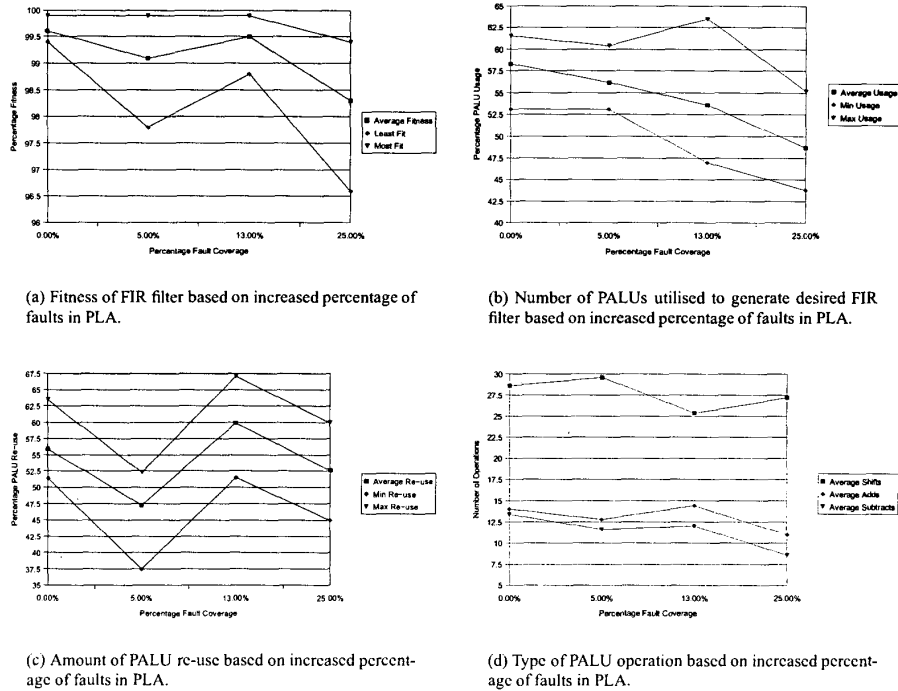 100
99.5
99
98.5
98
97.5
97
96.5
96
Percentage Fitness
0.00%
5.00%
13.00%
25.00%
Percentage Fault Coverage
Average Fitness
Least Fit
Most Fit
(a) Fitness of FIR filter based on increased percentage of
faults in PLA.
65
62.5
60
57.5
55
52.5
50
47.5
45
42.5
40
Percentage PALU Usage
0.00%
5.00%
13.00%
25.00%
Perecentage Fault Coverage
Average Usage
Min Usage
Max Usage
(b) Number of PALUs utilised to generate desired FIR
filter based on increased percentage of faults in PLA.
67.5
65
62.5
60
57.5
55
52.5
50
47.5
45
42.5
40
37.5
35
Percentage PALU Re-use
0.00%
5.00%
13.00%
25.00%
Percentage Fault Coverage
Average Re-use
Min Re-use
Max Re-use
(c) Amount of PALU re-use based on increased percent-
age of faults in PLA.
30
27.5
25
22.5
20
17.5
15
12.5
10
7.5
5
Number of Operations
0.00%
5.00%
13.00%
25.00%
Percentage Fault Coverage
Average Shifts
Average Adds
Average Subtracts
(d) Type of PALU operation based on increased percent-
age of faults in PLA.